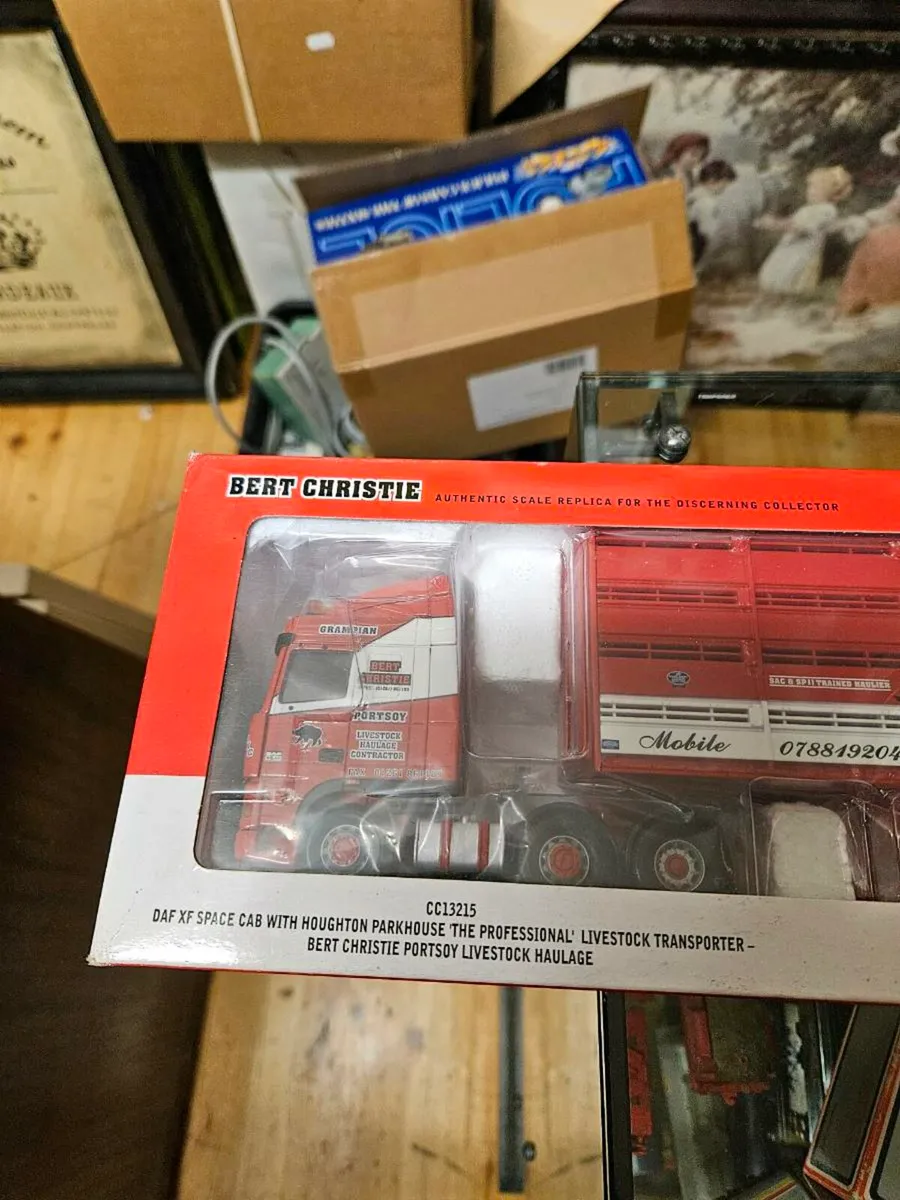 BERT CHRISTIE AUTHENTIC SCALE REPLICA FOR THE DISCERNING COLLECTOR
GRAMPIAN
BERT
CHRISTIE
PORTSOY
LIVESTOCK
HAULAGE
CONTRACTOR
SAC & SPII TRAINED HAULIER
Mobile 078819204
CC13215
DAF XF SPACE CAB WITH HOUGHTON PARKHOUSE 'THE PROFESSIONAL' LIVESTOCK TRANSPORTER -
BERT CHRISTIE PORTSOY LIVESTOCK HAULAGE